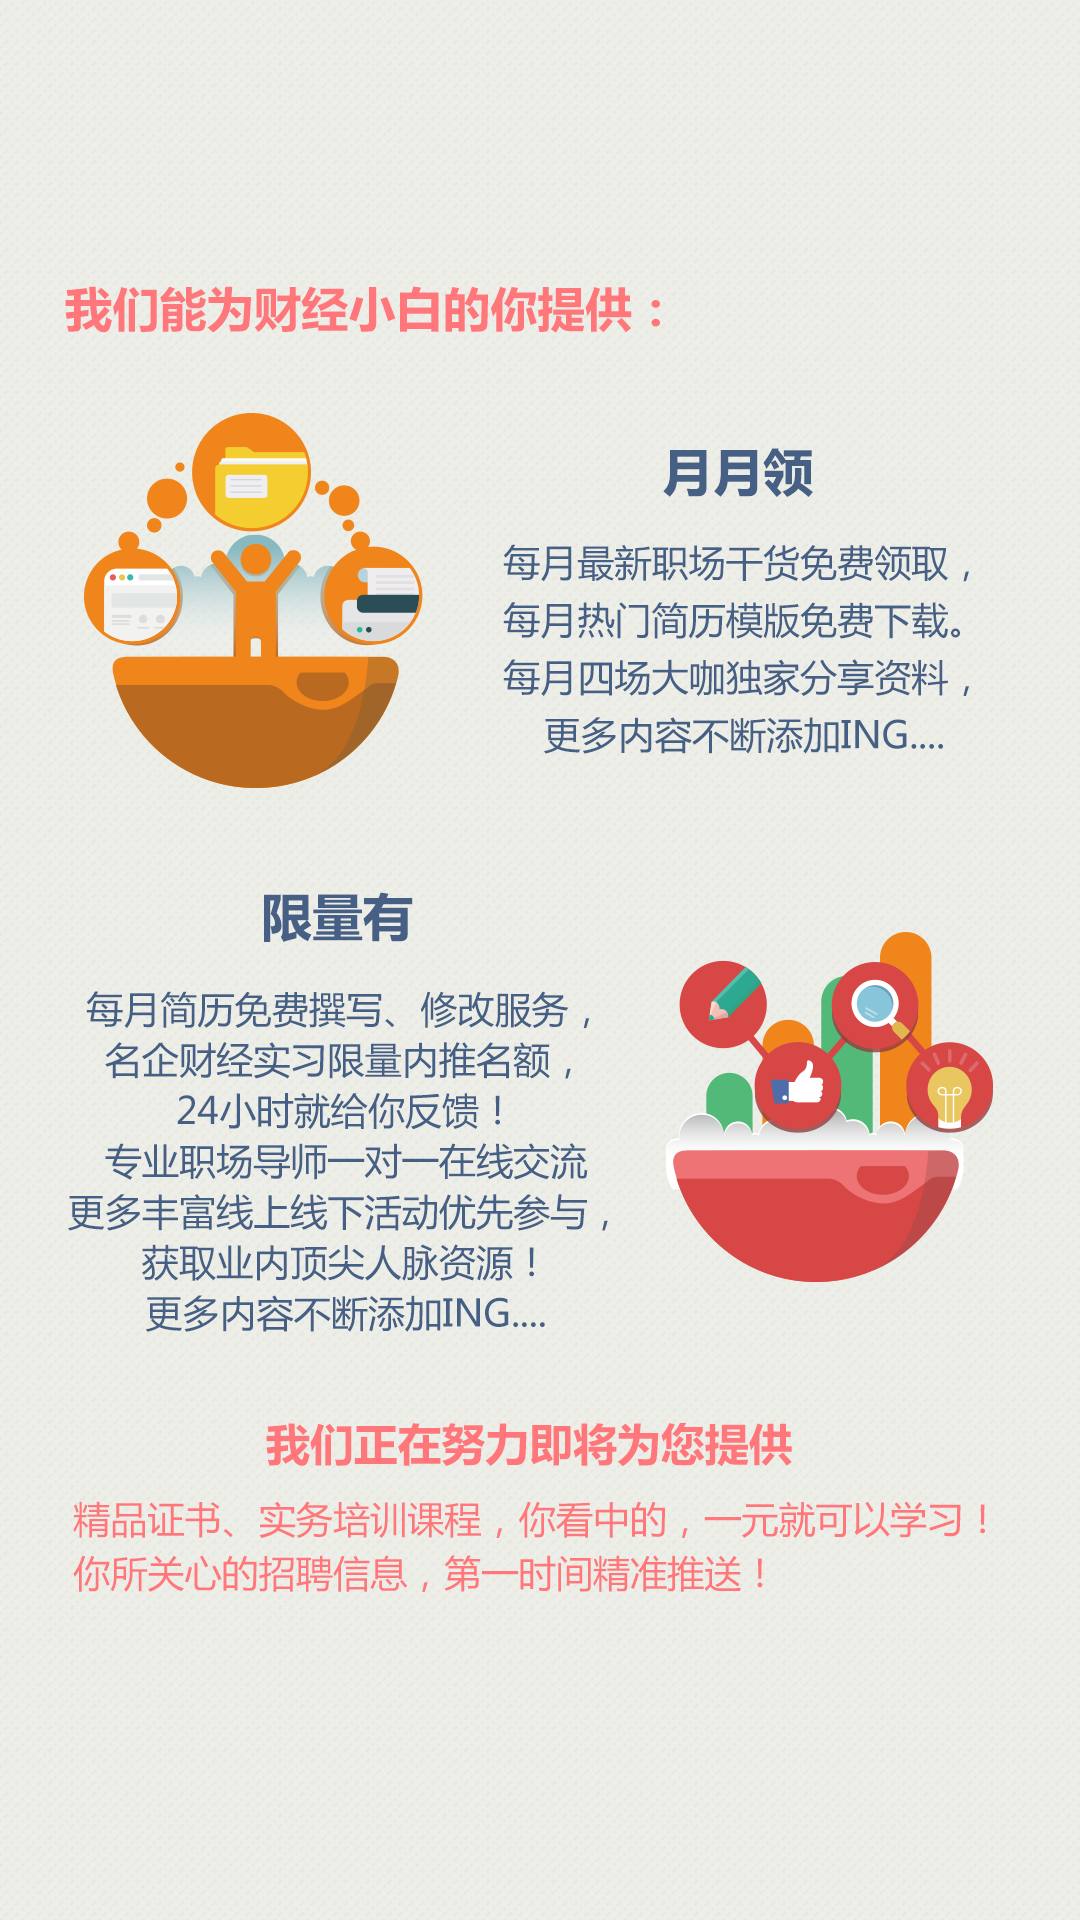 我们能为财经小白的你提供：
月月领
每月最新职场干货免费领取，
每月热门简历模版免费下载。
每月四场大咖独家分享资料，
更多内容不断添加ING....
限量有
每月简历免费撰写、修改服务，
名企财经实习限量内推名额，
24小时就给你反馈！
专业职场导师一对一在线交流
更多丰富线上线下活动优先参与，
获取业内顶尖人脉资源！
更多内容不断添加ING....
我们正在努力即将为您提供
精品证书、实务培训课程，你看中的，一元就可以学习！
你所关心的招聘信息，第一时间精准推送！